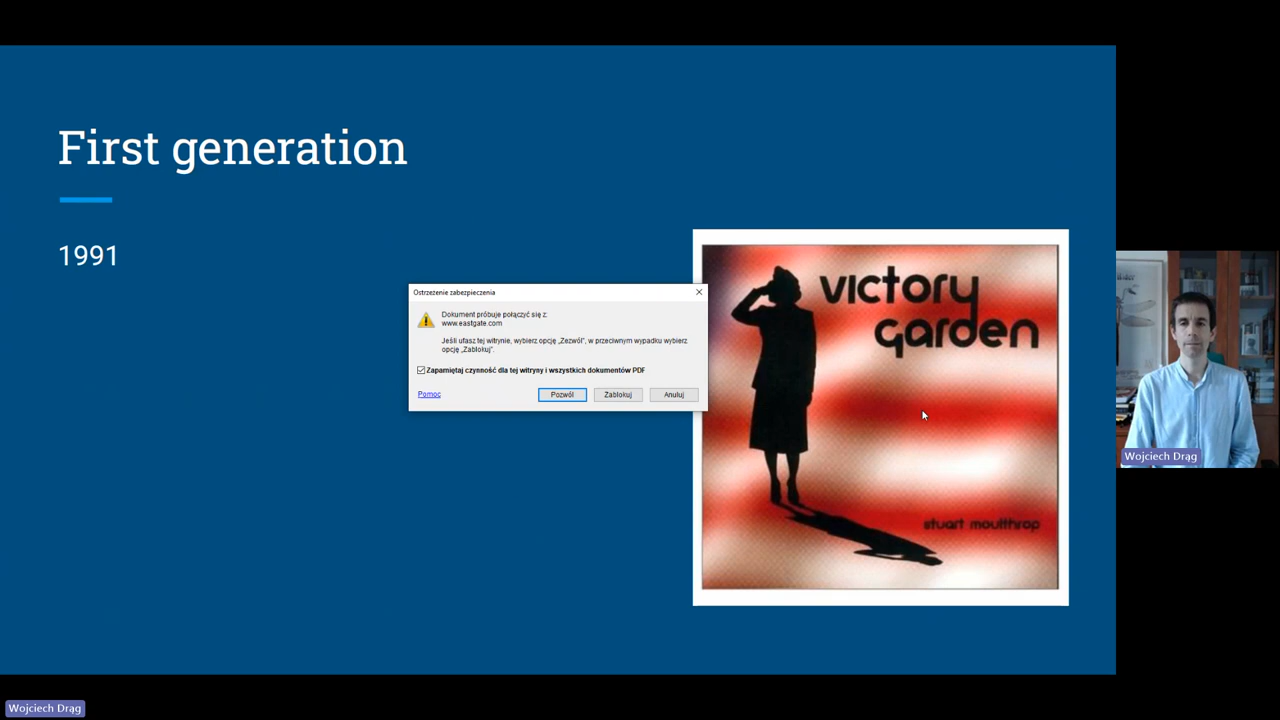 First generation
1991
Ostrzeżenie zabezpieczenia
Dokument próbuje połączyć się z:
www.eastgate.com
Jeśli ufasz tej witrynie, wybierz opcję „Zezwól”, w przeciwnym wypadku wybierz
opcję „Zablokuj”.
Zapamiętaj czynność dla tej witryny i wszystkich dokumentów PDF
Pomoc
Pozwól
Zablokuj
Anuluj
victory
garden
stuart moulthrop
Wojciech Drąg
Wojciech Drąg